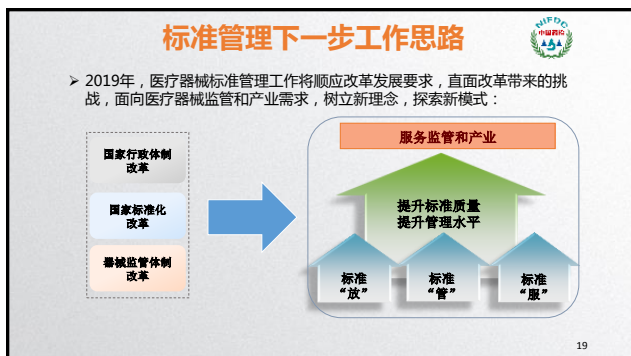 标准管理下一步工作思路
NIFDC
中国药检
➢ 2019年，医疗器械标准管理工作将顺应改革发展要求，直面改革带来的挑
战，面向医疗器械监管和产业需求，树立新理念，探索新模式：
国家行政体制
改革
国家标准化
改革
器械监管体制
改革
服务监管和产业
提升标准质量
提升管理水平
标准
“放”
标准
“管”
标准
“服”
19